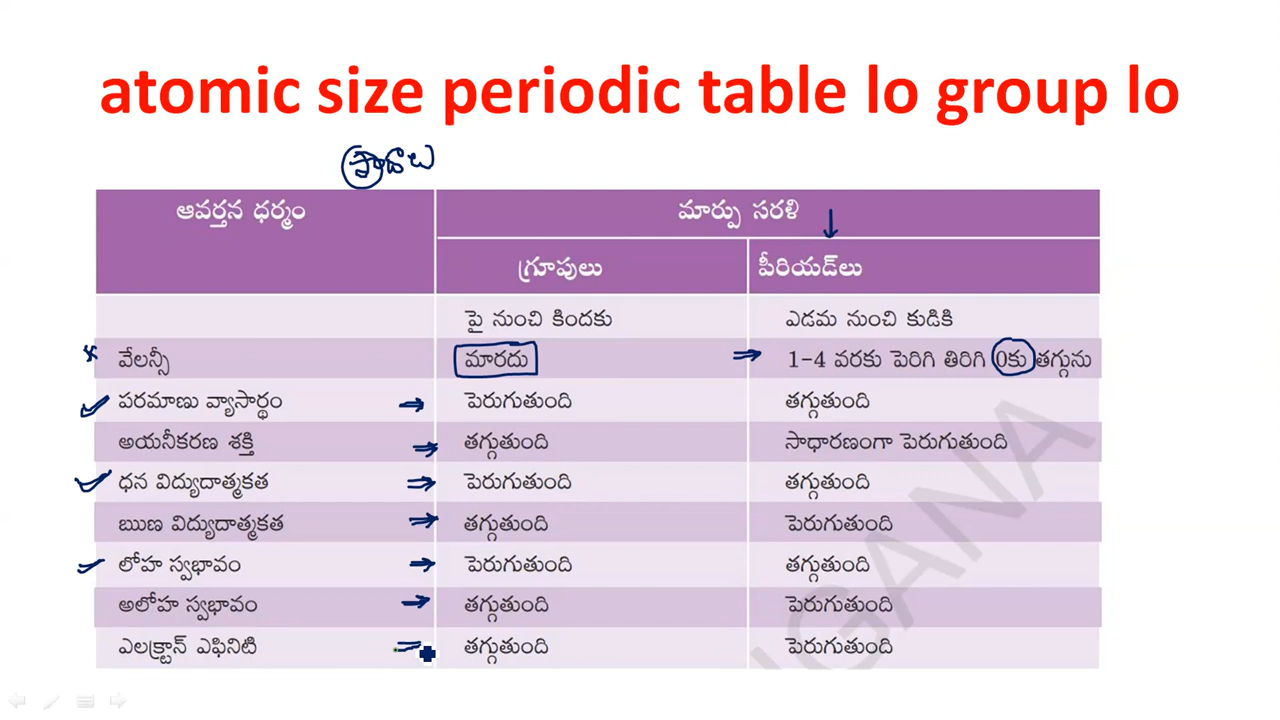 atomic size periodic table lo group lo
పాదాలు
ఆవర్తన ధర్మం మార్పు సరళి
గ్రూపులు పీరియడ్‌లు
పై నుంచి కిందకు ఎడమ నుంచి కుడికి
వేలన్సీ మారదు 1-4 వరకు పెరిగి తిరిగి 0కు తగ్గును
పరమాణు వ్యాసార్థం పెరుగుతుంది తగ్గుతుంది
అయనీకరణ శక్తి తగ్గుతుంది సాధారణంగా పెరుగుతుంది
ధన విద్యుదాత్మకత పెరుగుతుంది తగ్గుతుంది
ఋణ విద్యుదాత్మకత తగ్గుతుంది పెరుగుతుంది
లోహ స్వభావం పెరుగుతుంది తగ్గుతుంది
అలోహ స్వభావం తగ్గుతుంది పెరుగుతుంది
ఎలక్ట్రాన్ ఎఫినిటి తగ్గుతుంది పెరుగుతుంది
NGANA